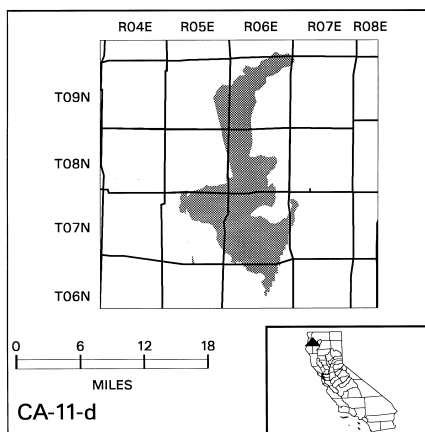 R04E R05E R06E R07E R08E
T09N
T08N
T07N
T06N
0 6 12 18
MILES
CA-11-d